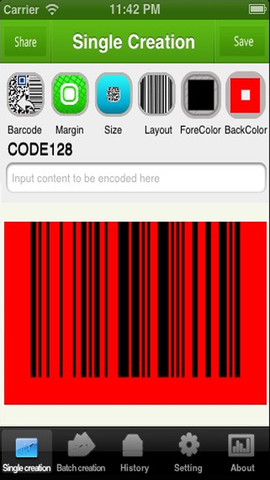 Carrier 11:42 PM
Share Single Creation Save
Barcode Margin Size Layout ForeColor BackColor
CODE128
Input content to be encoded here
Single creation Batch creation History Setting About